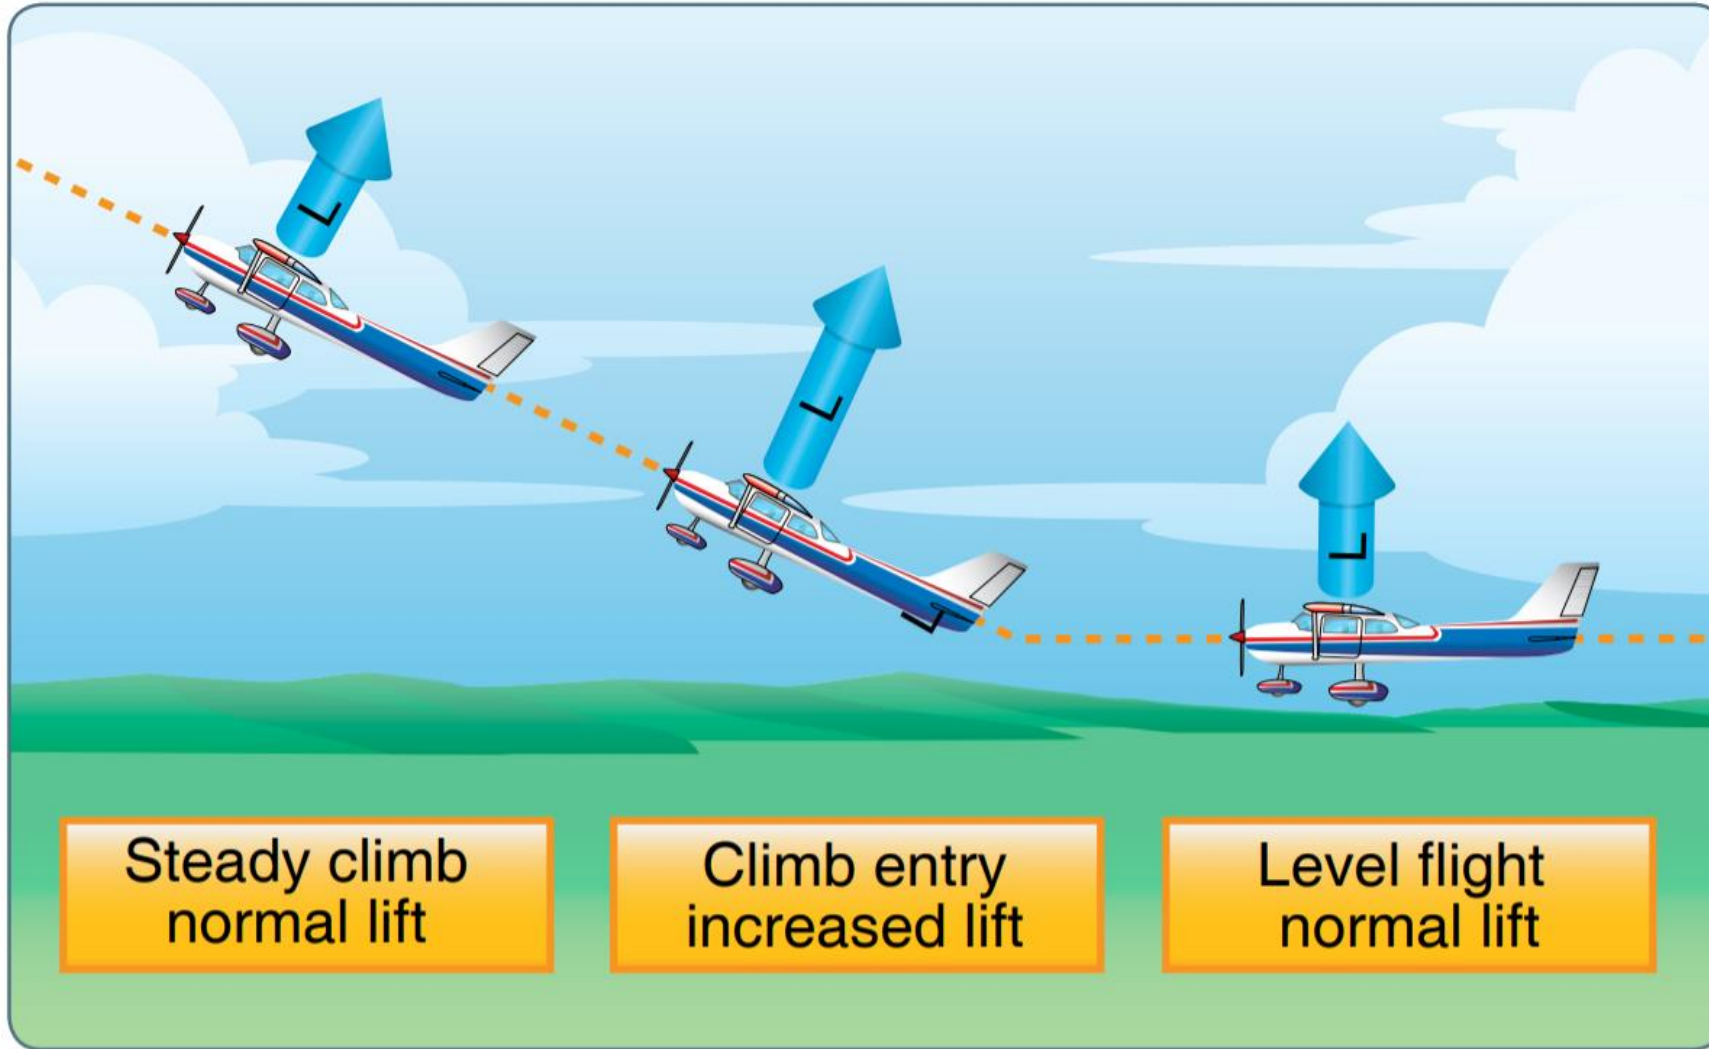 L
L
L
L
Steady climb
normal lift
Climb entry
increased lift
Level flight
normal lift